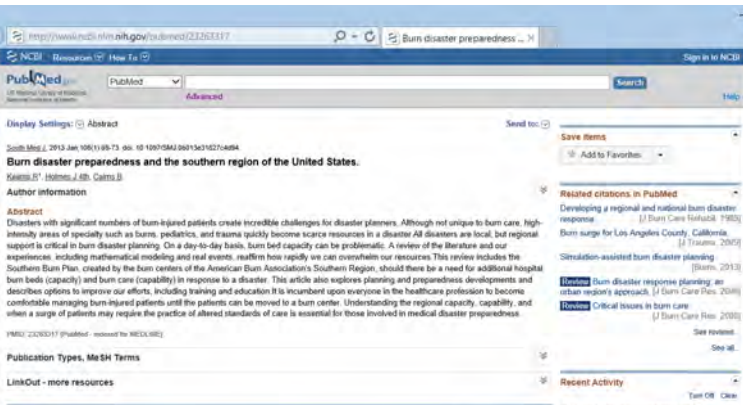 http://www.ncbi.nlm.nih.gov/pubmed/23263317
Burn disaster preparedness ...
NCBI Resources How To
Sign in to NCBI
PubMed.gov
PubMed
Search
US National Library of Medicine
National Institutes of Health
Advanced
Help
Display Settings: Abstract
Send to:
South Med J. 2013 Jan;106(1):69-73. doi:
Burn disaster preparedness and the southern region of the United States.
Kearns R1, Holmes J 4th, Cairns B.
Author information
Abstract
Disasters with significant numbers of burn-injured patients create incredible challenges for disaster planners. Although not unique to burn care, high-
intensity areas of specialty such as burns, pediatrics, and trauma quickly become scarce resources in a disaster.All disasters are local, but regional
support is critical in burn disaster planning. On a day-to-day basis, burn bed capacity can be problematic. A review of the literature and our
experiences, including mathematical modeling and real events, reaffirm how rapidly we can overwhelm our resources.This review includes the
Southern Burn Plan, created by the burn centers of the American Burn Association's Southern Region, should there be a need for additional hospital
burn beds (capacity) and burn care (capability) in response to a disaster. This article also explores planning and preparedness developments and
describes options to improve our efforts, including training and education.It is incumbent upon everyone in the healthcare profession to become
comfortable managing burn-injured patients until the patients can be moved to a burn center. Understanding the regional capacity, capability, and
when a surge of patients may require the practice of altered standards of care is essential for those involved in medical disaster preparedness.
PMID: 23263317 [PubMed - indexed for MEDLINE]
Publication Types, MeSH Terms
LinkOut - more resources
Save items
Add to Favorites
Related citations in PubMed
Developing a regional and national burn disaster
response. [J Burn Care Rehabil. 1985]
Burn surge for Los Angeles County, California.
[J Trauma. 2009]
Simulation-assisted burn disaster planning.
[Burns. 2013]
Review Burn disaster response planning: an
urban region's approach. [J Burn Care Res.
Review Critical issues in burn care.
[J Burn Care Res. 2008]
See reviews...
See all...
Recent Activity
Turn Off Clear